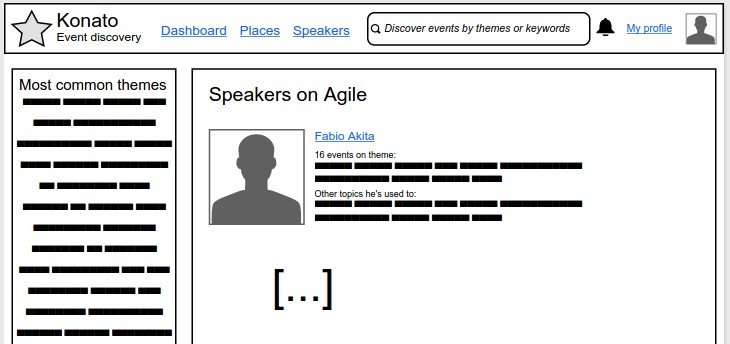 Konato
Event discovery
Dashboard Places Speakers
Discover events by themes or keywords
My profile
Most common themes
Speakers on Agile
Fabio Akita
16 events on theme:
Other topics he's used to:
[...]